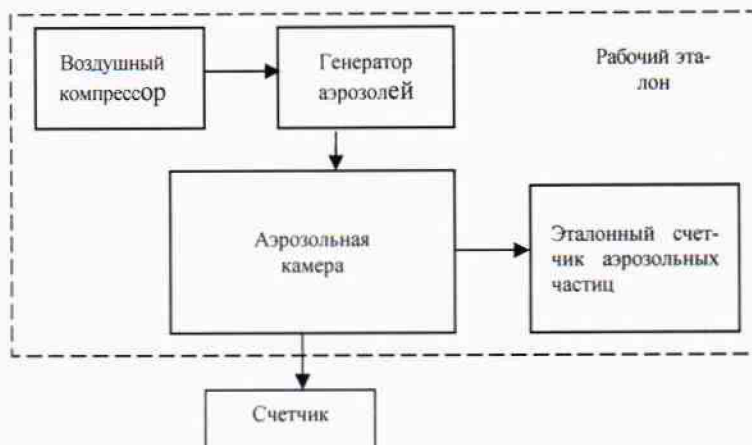 Воздушный
компрессор
Генератор
аэрозолей
Рабочий эта-
лон
Аэрозольная
камера
Эталонный счет-
чик аэрозольных
частиц
Счетчик